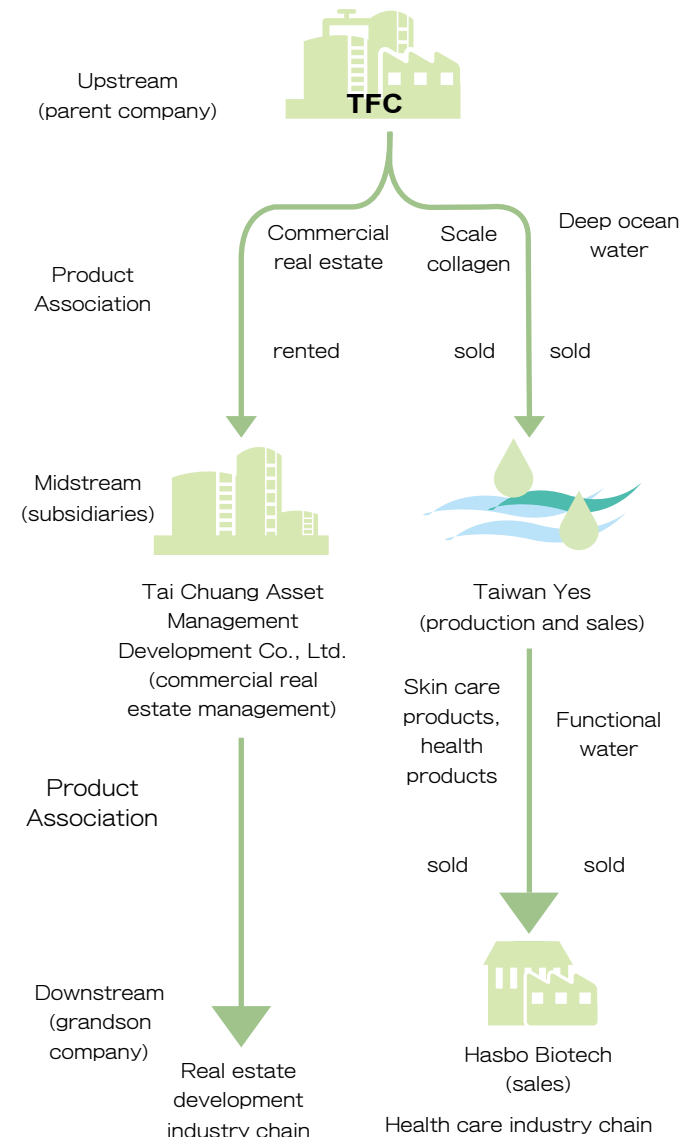 TFC
Upstream
(parent company)
Commercial
real estate
Scale
collagen
Deep ocean
water
Product
Association
rented
sold
sold
Midstream
(subsidiaries)
Tai Chuang Asset
Management
Development Co., Ltd.
(commercial real
estate management)
Taiwan Yes
(production and sales)
Skin care
products,
health
products
Functional
water
Product
Association
sold
sold
Downstream
(grandson
company)
Real estate
development
industry chain
Hasbo Biotech
(sales)
Health care industry chain